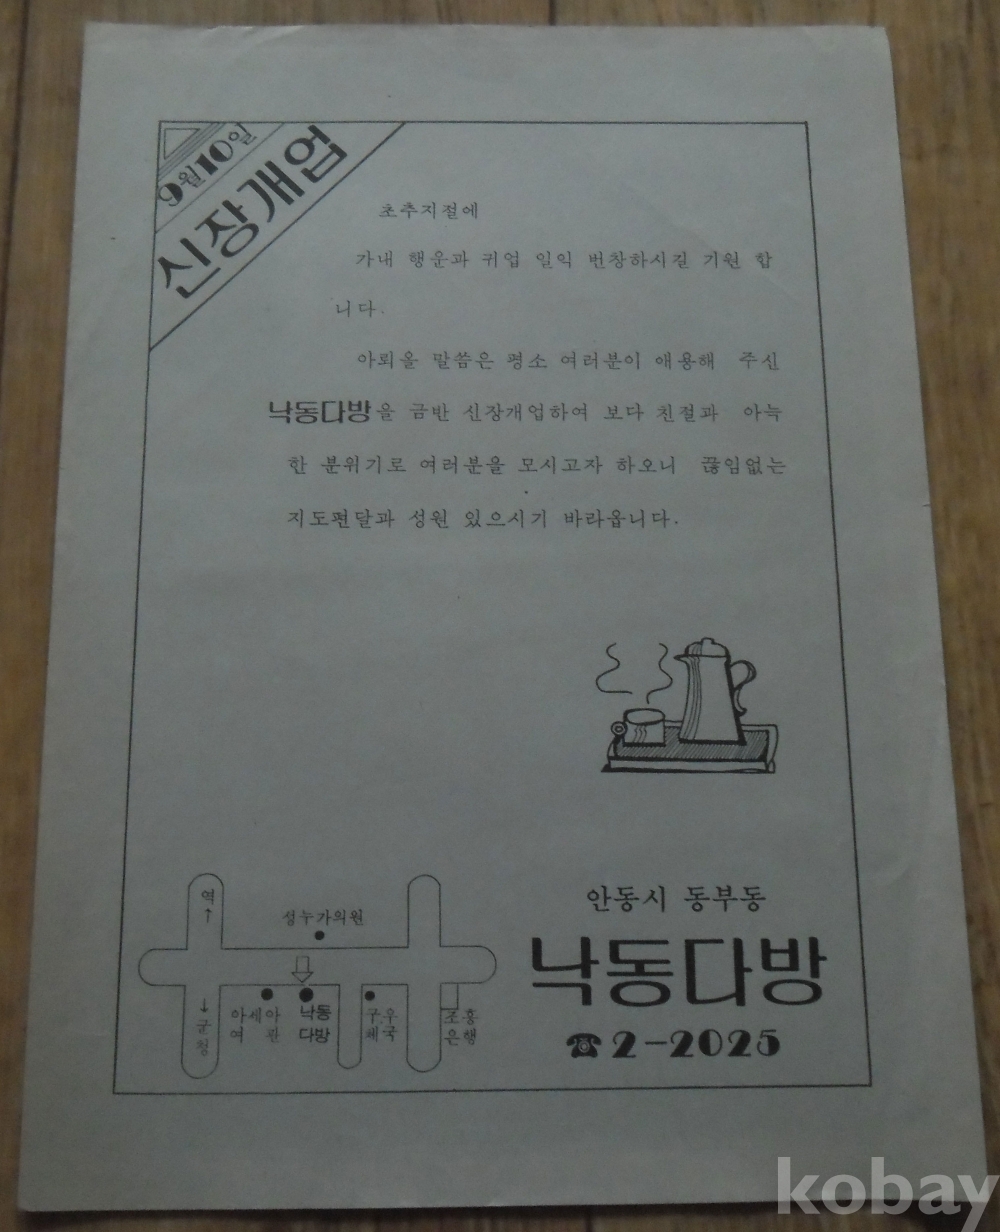 9월10일
신장개업
초추지절에
가내 행운과 귀업 일익 번창하시길 기원 합
니다.
아뢰올 말씀은 평소 여러분이 애용해 주신
낙동다방을 금반 신장개업하여 보다 친절과 아늑
한 분위기로 여러분을 모시고자 하오니 끊임없는
지도편달과 성원 있으시기 바라옵니다.
역
↑
성누가의원
↓
군청
아세아
여관
낙동
다방
구우
체국
조흥
은행
안동시 동부동
낙동다방
☎2-2025
kobay